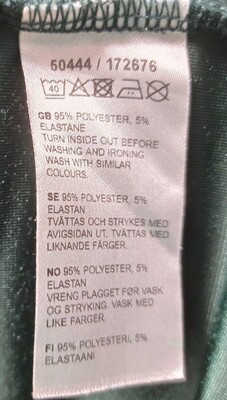 50444 / 172676
40
GB 95% POLYESTER, 5%
ELASTANE
TURN INSIDE OUT BEFORE
WASHING AND IRONING
WASH WITH SIMILAR
COLOURS.
SE 95% POLYESTER, 5%
ELASTAN
TVÄTTAS OCH STRYKES MED
AVIGSIDAN UT. TVÄTTAS MED
LIKNANDE FÄRGER.
NO 95% POLYESTER, 5%
ELASTAN
VRENG PLAGGET FØR VASK
OG STRYKING. VASK MED
LIKE FARGER.
FI 95% POLYESTERI, 5%
ELASTAANI